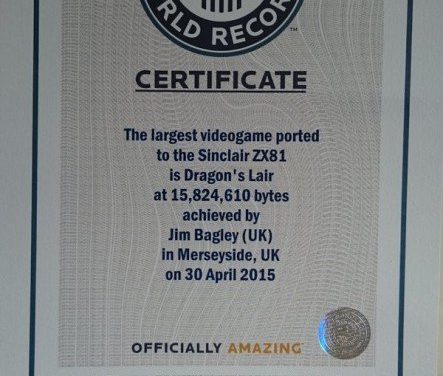 RLD RECOR
™
CERTIFICATE
The largest videogame ported
to the Sinclair ZX81
is Dragon's Lair
at 15,824,610 bytes
achieved by
Jim Bagley (UK)
in Merseyside, UK
on 30 April 2015
OFFICIALLY AMAZING